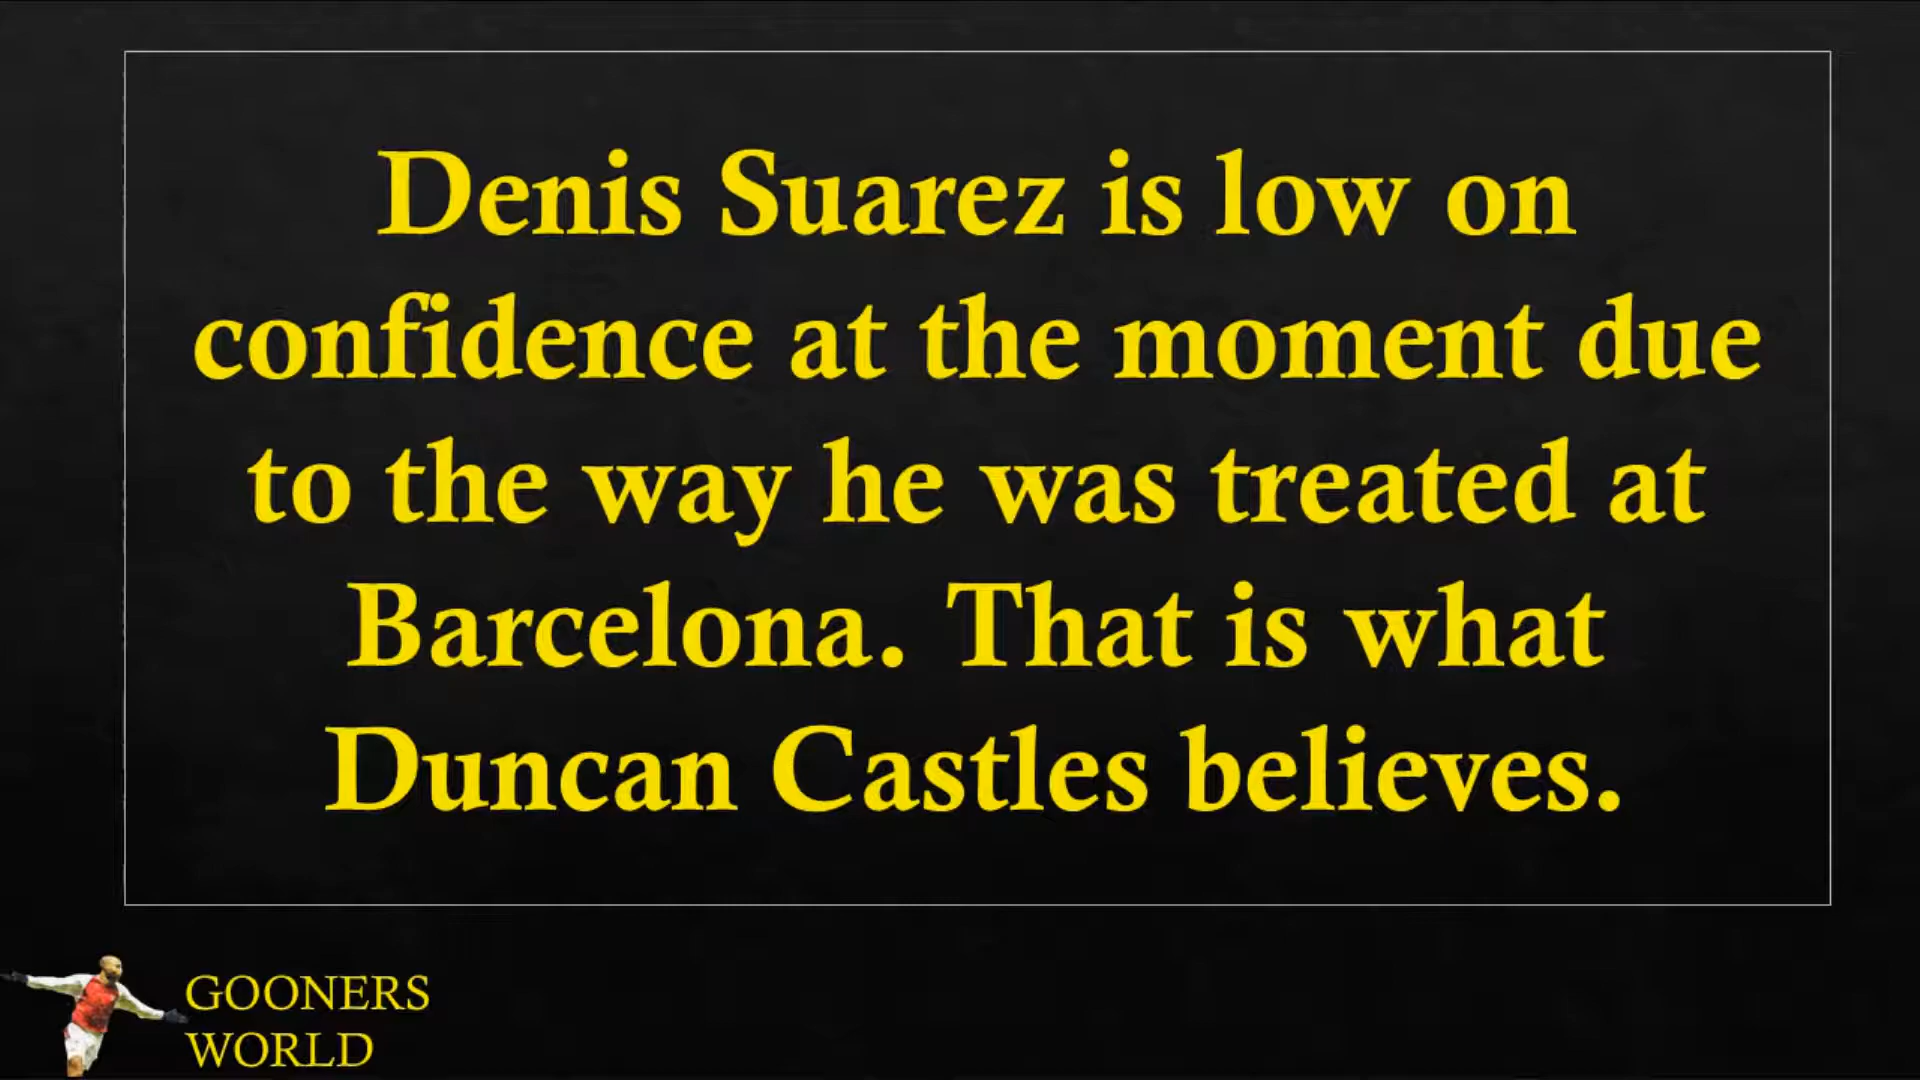 Denis Suarez is low on
confidence at the moment due
to the way he was treated at
Barcelona. That is what
Duncan Castles believes.
GOONERS
WORLD